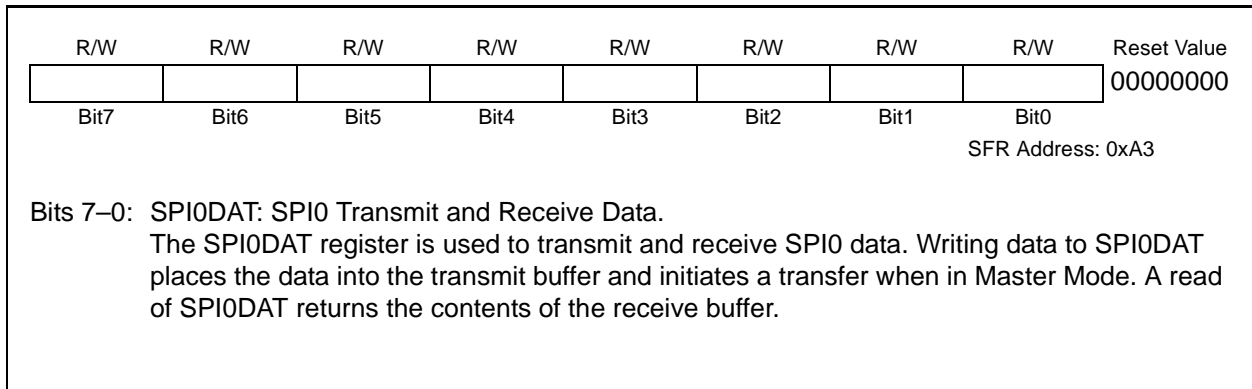 R/W R/W R/W R/W R/W R/W R/W R/W Reset Value
00000000
Bit7 Bit6 Bit5 Bit4 Bit3 Bit2 Bit1 Bit0
SFR Address: 0xA3
Bits 7–0: SPI0DAT: SPI0 Transmit and Receive Data.
The SPI0DAT register is used to transmit and receive SPI0 data. Writing data to SPI0DAT
places the data into the transmit buffer and initiates a transfer when in Master Mode. A read
of SPI0DAT returns the contents of the receive buffer.